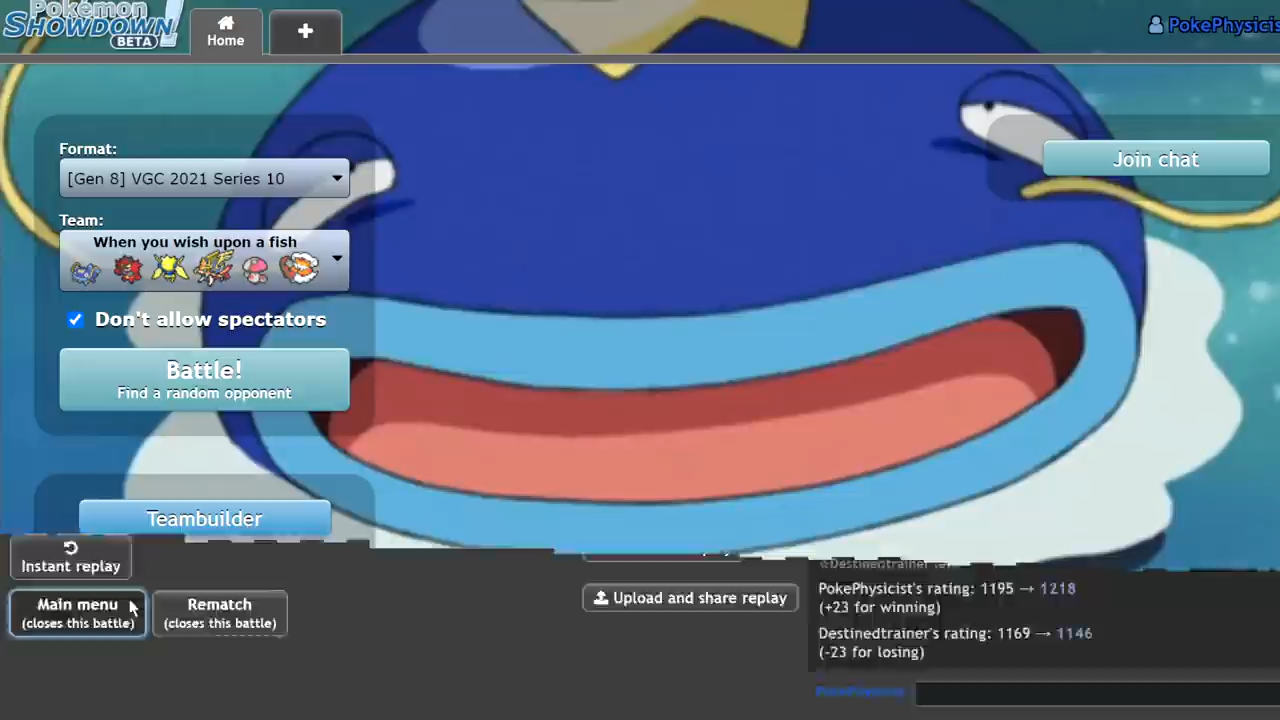 Pokémon
SHOWDOWN!
BETA
Home
+
PokePhysicis
Format:
[Gen 8] VGC 2021 Series 10
Join chat
Team:
When you wish upon a fish
Don't allow spectators
Battle!
Find a random opponent
Teambuilder
Instant replay
Main menu
(closes this battle)
Rematch
(closes this battle)
Upload and share replay
PokePhysicist's rating: 1195 → 1218
(+23 for winning)
Destinedtrainer's rating: 1169 → 1146
(-23 for losing)